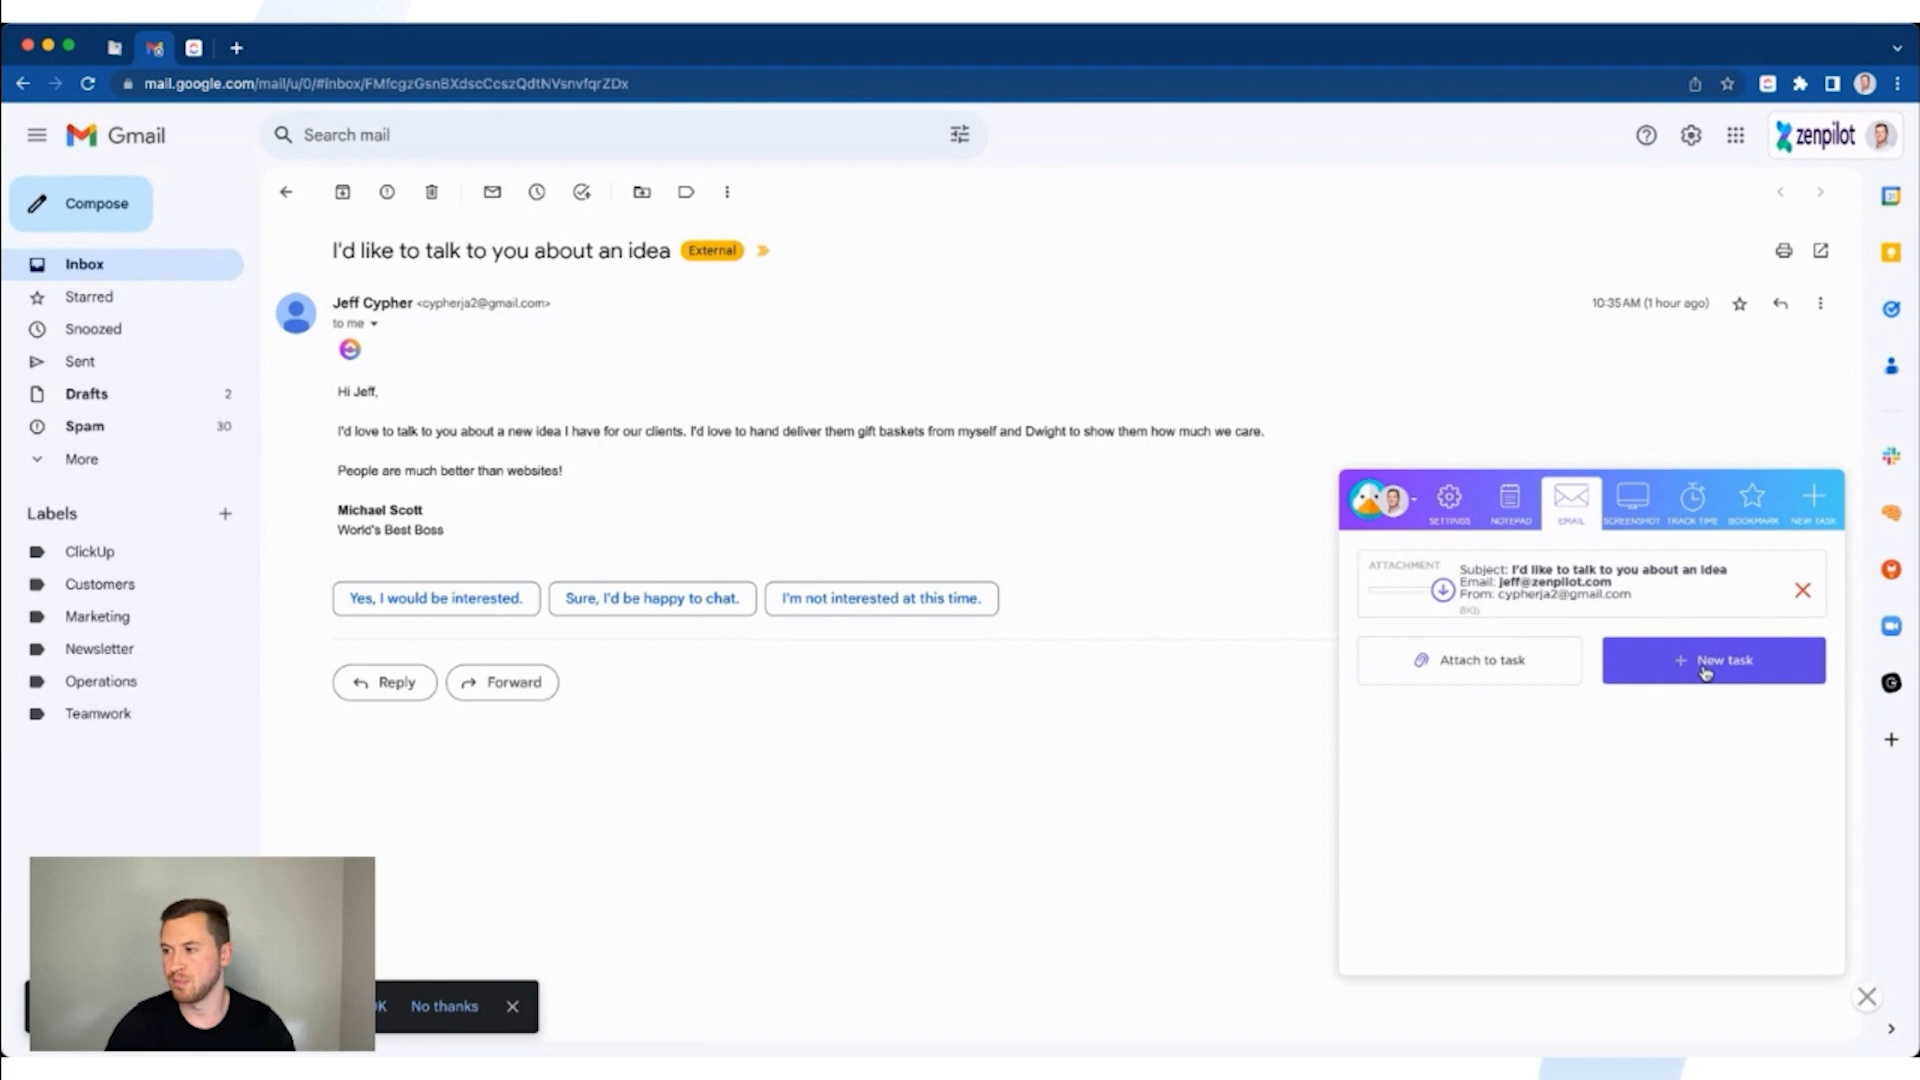 mail.google.com/mail/u/0/#inbox/FMfcgzGsnBXdscCcszQdtNVsnvfqrZDx
Gmail
Search mail
zenpilot
Compose
Inbox
Starred
Snoozed
Sent
Drafts 2
Spam 30
More
Labels
ClickUp
Customers
Marketing
Newsletter
Operations
Teamwork
I'd like to talk to you about an idea External
Jeff Cypher <cypherja2@gmail.com>
10:35 AM (1 hour ago)
to me
Hi Jeff,
I'd love to talk to you about a new idea I have for our clients. I'd love to hand deliver them gift baskets from myself and Dwight to show them how much we care.
People are much better than websites!
Michael Scott
World's Best Boss
Yes, I would be interested. Sure, I'd be happy to chat. I'm not interested at this time.
Reply Forward
SETTINGS NOTEPAD EMAIL SCREENSHOT TRACK TIME BOOKMARK NEW TASK
ATTACHMENT
Subject: I'd like to talk to you about an idea
Email: jeff@zenpilot.com
From: cypherja2@gmail.com
8Kb
Attach to task
New task
No thanks